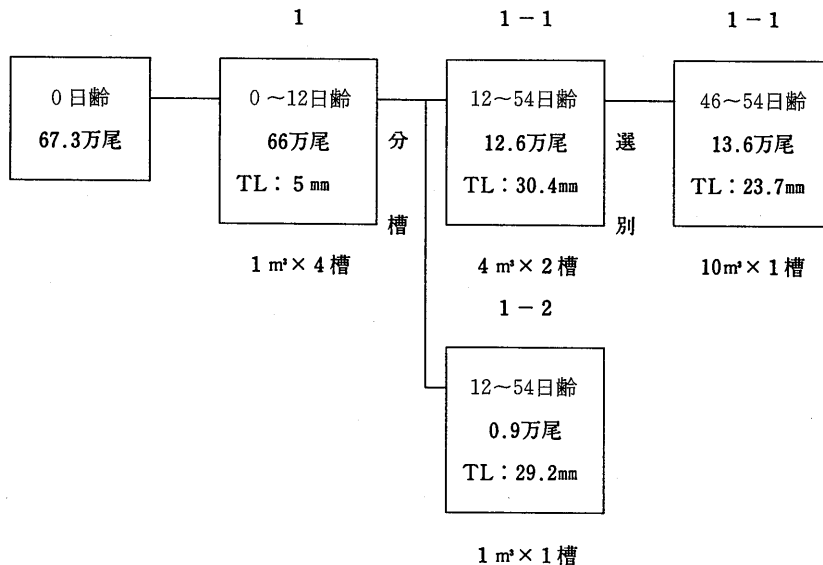 1
1-1
1-1
0日齢
67.3万尾
0～12日齢
66万尾
TL：5㎜
1㎥×4槽
分槽
12～54日齢
12.6万尾
TL：30.4㎜
4㎥×2槽
選別
46～54日齢
13.6万尾
TL：23.7㎜
10㎥×1槽
1-2
12～54日齢
0.9万尾
TL：29.2㎜
1㎥×1槽